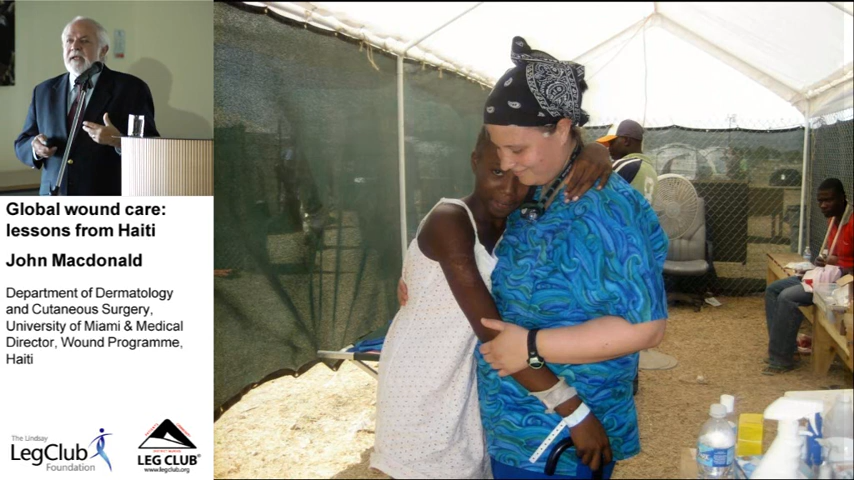 Global wound care:
lessons from Haiti
John Macdonald
Department of Dermatology
and Cutaneous Surgery,
University of Miami & Medical
Director, Wound Programme,
Haiti
The Lindsay
LegClub
Foundation
LEG CLUB®
www.legclub.org